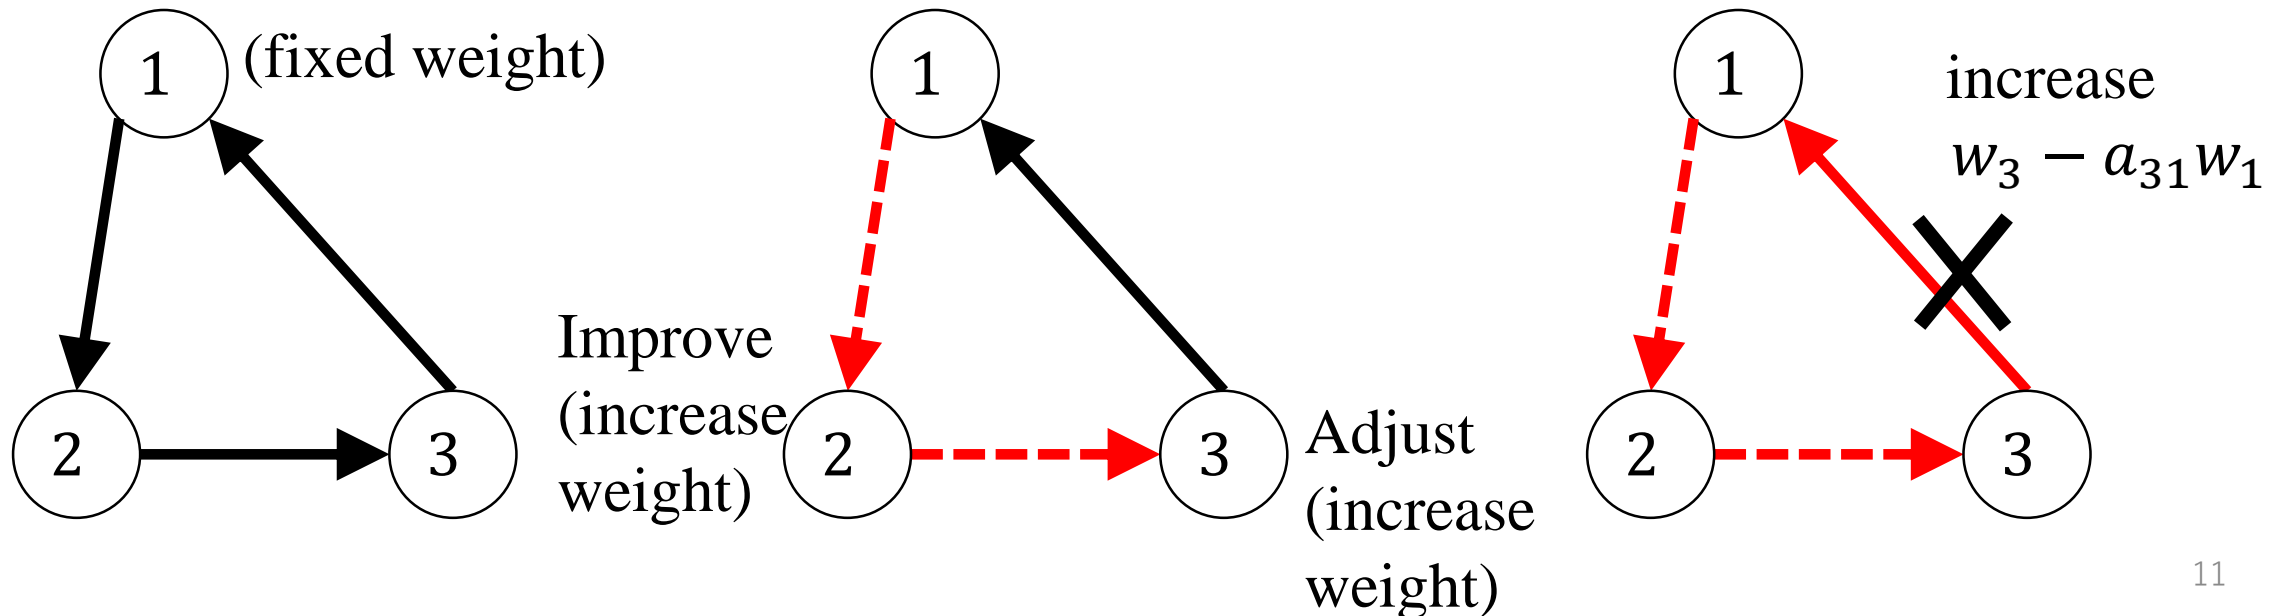 1
(fixed weight)
2
3
Improve
(increase
weight)
1
2
3
Adjust
(increase
weight)
1
2
3
increase
w₃ − a₃₁w₁
11